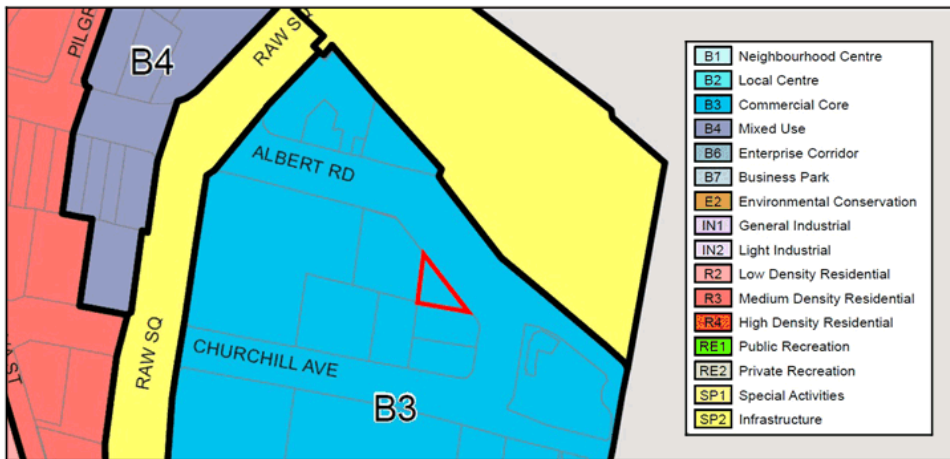 PILGR
B4
RAW SQ
ALBERT RD
CHURCHILL AVE
RAW SQ
AST
B3
B1 Neighbourhood Centre
B2 Local Centre
B3 Commercial Core
B4 Mixed Use
B6 Enterprise Corridor
B7 Business Park
E2 Environmental Conservation
IN1 General Industrial
IN2 Light Industrial
R2 Low Density Residential
R3 Medium Density Residential
R4 High Density Residential
RE1 Public Recreation
RE2 Private Recreation
SP1 Special Activities
SP2 Infrastructure